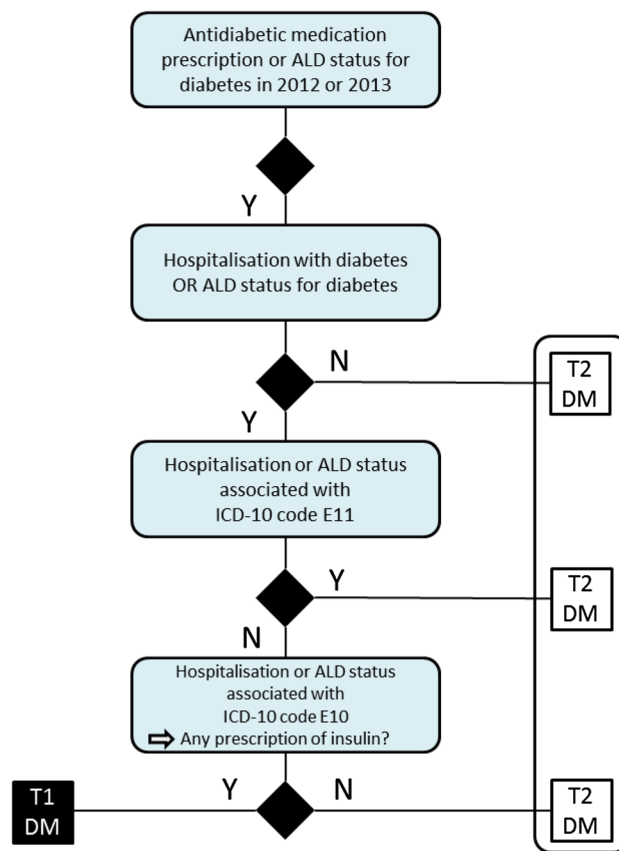 Antidiabetic medication
prescription or ALD status for
diabetes in 2012 or 2013
Y
Hospitalisation with diabetes
OR ALD status for diabetes
N
T2
DM
Y
Hospitalisation or ALD status
associated with
ICD-10 code E11
Y
T2
DM
N
Hospitalisation or ALD status
associated with
ICD-10 code E10
Any prescription of insulin?
T1
DM
Y
N
T2
DM